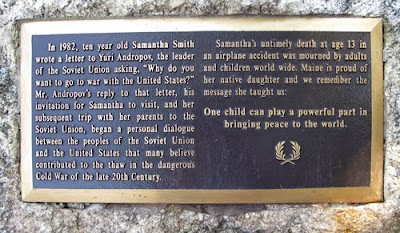 In 1982, ten year old Samantha Smith
wrote a letter to Yuri Andropov, the leader
of the Soviet Union asking, "Why do you
want to go to war with the United States?"
Mr. Andropov's reply to that letter, his
invitation for Samantha to visit, and her
subsequent trip with her parents to the
Soviet Union, began a personal dialogue
between the peoples of the Soviet Union
and the United States that many believe
contributed to the thaw in the dangerous
Cold War of the late 20th Century.
Samantha's untimely death at age 13 in
an airplane accident was mourned by adults
and children world wide. Maine is proud of
her native daughter and we remember the
message she taught us:
One child can play a powerful part in
bringing peace to the world.